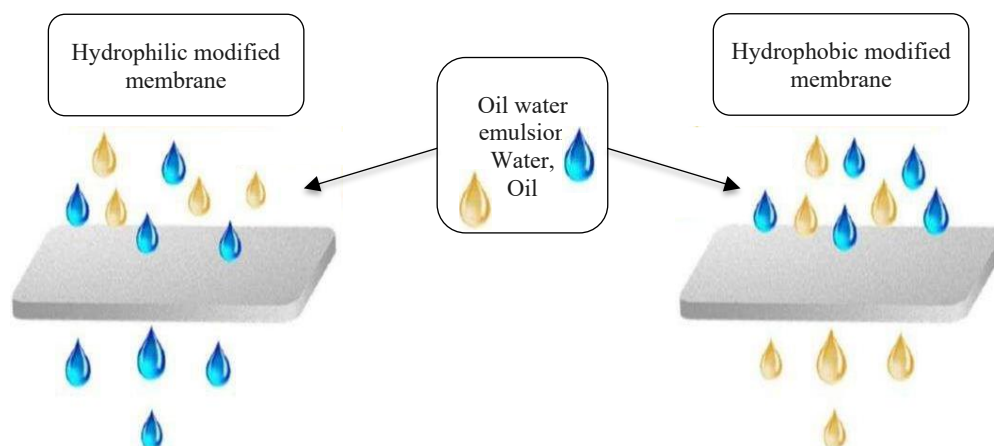 Hydrophilic modified
membrane
Oil water
emulsion
Water,
Oil
Hydrophobic modified
membrane